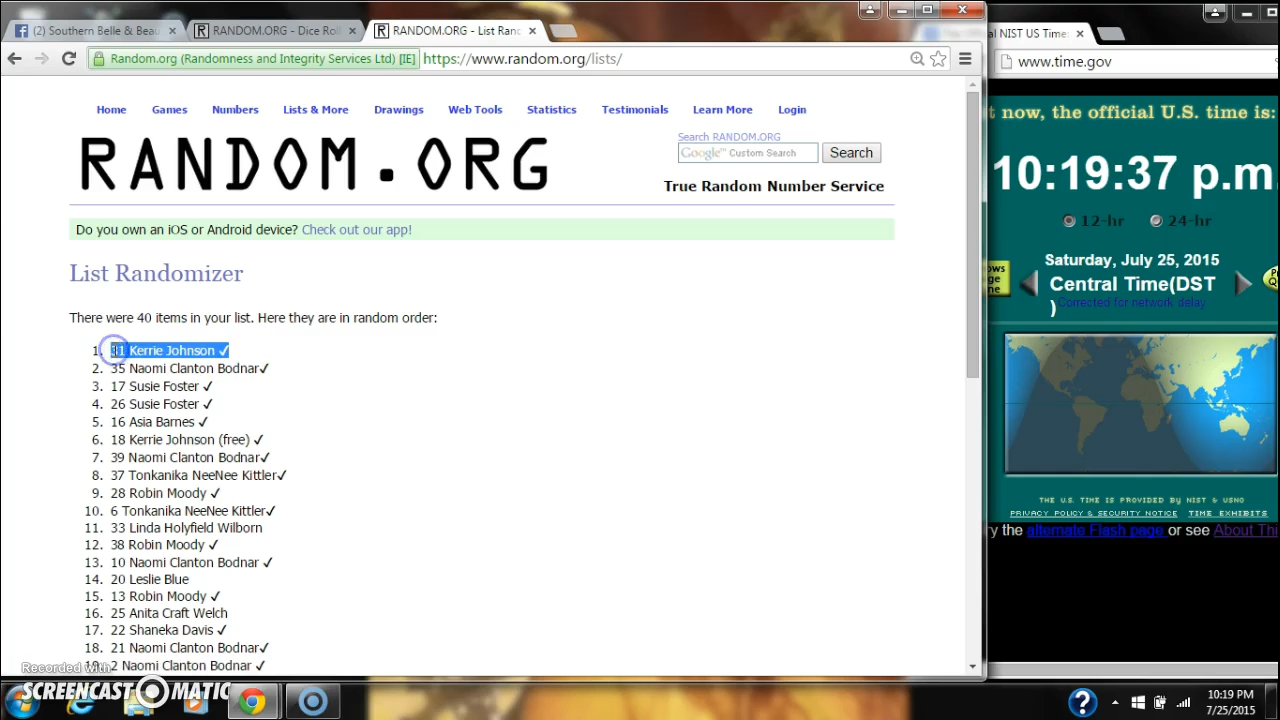 (2) Southern Belle & Beau
RANDOM.ORG - Dice Roll
RANDOM.ORG - List Ran
Random.org (Randomness and Integrity Services Ltd) [IE]
https://www.random.org/lists/
Home
Games
Numbers
Lists & More
Drawings
Web Tools
Statistics
Testimonials
Learn More
Login
RANDOM.ORG
Search RANDOM.ORG
Google™ Custom Search
Search
True Random Number Service
Do you own an iOS or Android device? Check out our app!
List Randomizer
There were 40 items in your list. Here they are in random order:
1. 31 Kerrie Johnson ✓
2. 35 Naomi Clanton Bodnar✓
3. 17 Susie Foster ✓
4. 26 Susie Foster ✓
5. 16 Asia Barnes ✓
6. 18 Kerrie Johnson (free) ✓
7. 39 Naomi Clanton Bodnar✓
8. 37 Tonkanika NeeNee Kittler✓
9. 28 Robin Moody ✓
10. 6 Tonkanika NeeNee Kittler✓
11. 33 Linda Holyfield Wilborn
12. 38 Robin Moody ✓
13. 10 Naomi Clanton Bodnar ✓
14. 20 Leslie Blue
15. 13 Robin Moody ✓
16. 25 Anita Craft Welch
17. 22 Shaneka Davis ✓
18. 21 Naomi Clanton Bodnar✓
19. 2 Naomi Clanton Bodnar ✓
NIST US Time:
www.time.gov
t now, the official U.S. time is:
10:19:37 p.m
12-hr
24-hr
Saturday, July 25, 2015
Central Time(DST
)
Corrected for network delay
THE U.S. TIME IS PROVIDED BY NIST & USNO
PRIVACY POLICY & SECURITY NOTICE
TIME EXHIBITS
ry the alternate Flash page or see About Thi
Recorded with
SCREENCAST-O-MATIC
10:19 PM
7/25/2015